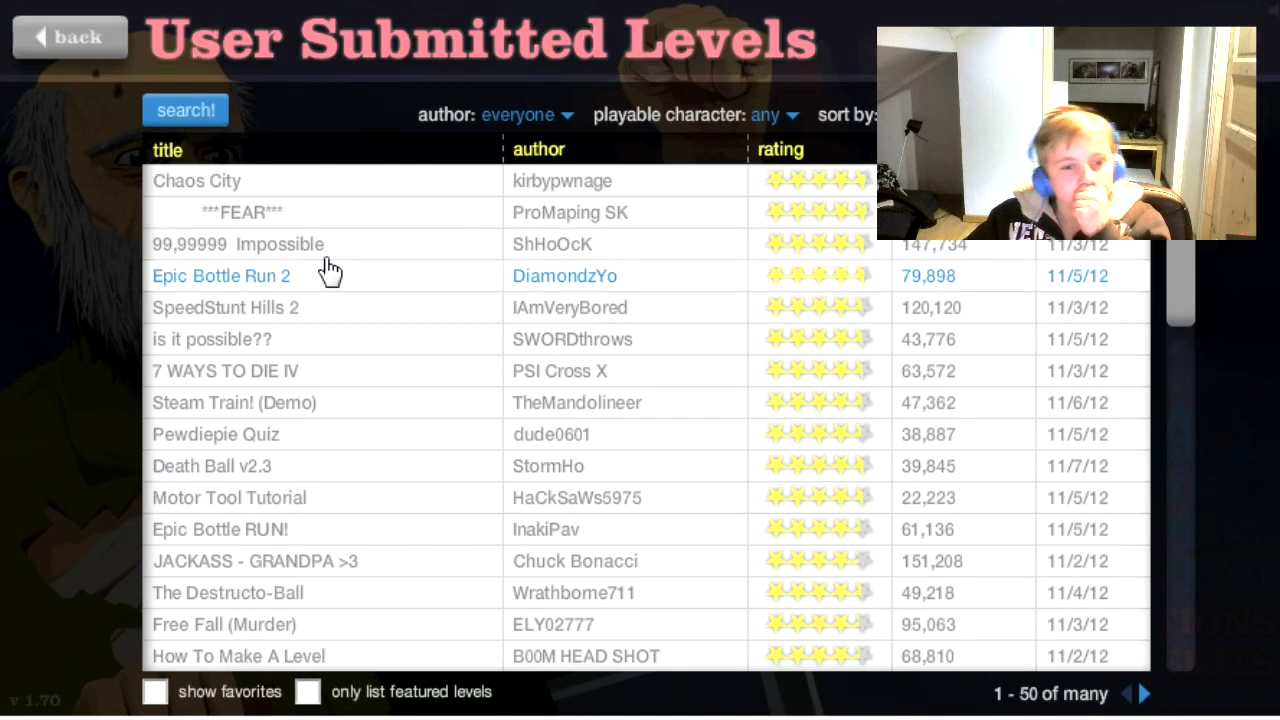 back
User Submitted Levels
search!
author: everyone playable character: any sort by:
title author rating
Chaos City kirbypwnage
***FEAR*** ProMaping SK
99,99999 Impossible ShHoOcK 147,734 11/3/12
Epic Bottle Run 2 DiamondzYo 79,898 11/5/12
SpeedStunt Hills 2 IAmVeryBored 120,120 11/3/12
is it possible?? SWORDthrows 43,776 11/5/12
7 WAYS TO DIE IV PSI Cross X 63,572 11/3/12
Steam Train! (Demo) TheMandolineer 47,362 11/6/12
Pewdiepie Quiz dude0601 38,887 11/5/12
Death Ball v2.3 StormHo 39,845 11/7/12
Motor Tool Tutorial HaCkSaWs5975 22,223 11/5/12
Epic Bottle RUN! InakiPav 61,136 11/5/12
JACKASS - GRANDPA >3 Chuck Bonacci 151,208 11/2/12
The Destructo-Ball Wrathborne711 49,218 11/4/12
Free Fall (Murder) ELY02777 95,063 11/3/12
How To Make A Level B00M HEAD SHOT 68,810 11/2/12
show favorites only list featured levels 1 - 50 of many
v 1.70